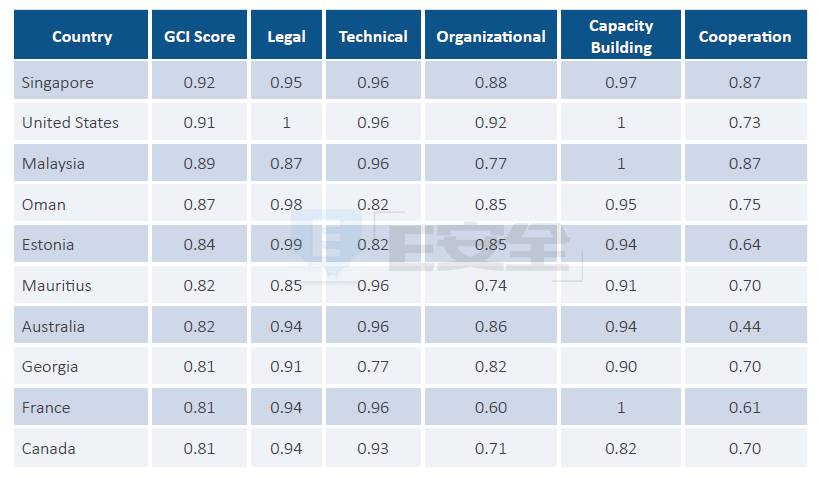 Country GCI Score Legal Technical Organizational Capacity Building Cooperation
Singapore 0.92 0.95 0.96 0.88 0.97 0.87
United States 0.91 1 0.96 0.92 1 0.73
Malaysia 0.89 0.87 0.96 0.77 1 0.87
Oman 0.87 0.98 0.82 0.85 0.95 0.75
Estonia 0.84 0.99 0.82 0.85 0.94 0.64
Mauritius 0.82 0.85 0.96 0.74 0.91 0.70
Australia 0.82 0.94 0.96 0.86 0.94 0.44
Georgia 0.81 0.91 0.77 0.82 0.90 0.70
France 0.81 0.94 0.96 0.60 1 0.61
Canada 0.81 0.94 0.93 0.71 0.82 0.70
E E安全